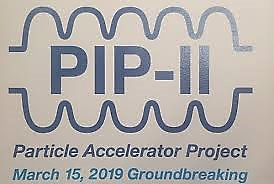 PIP-II
Particle Accelerator Project
March 15, 2019 Groundbreaking